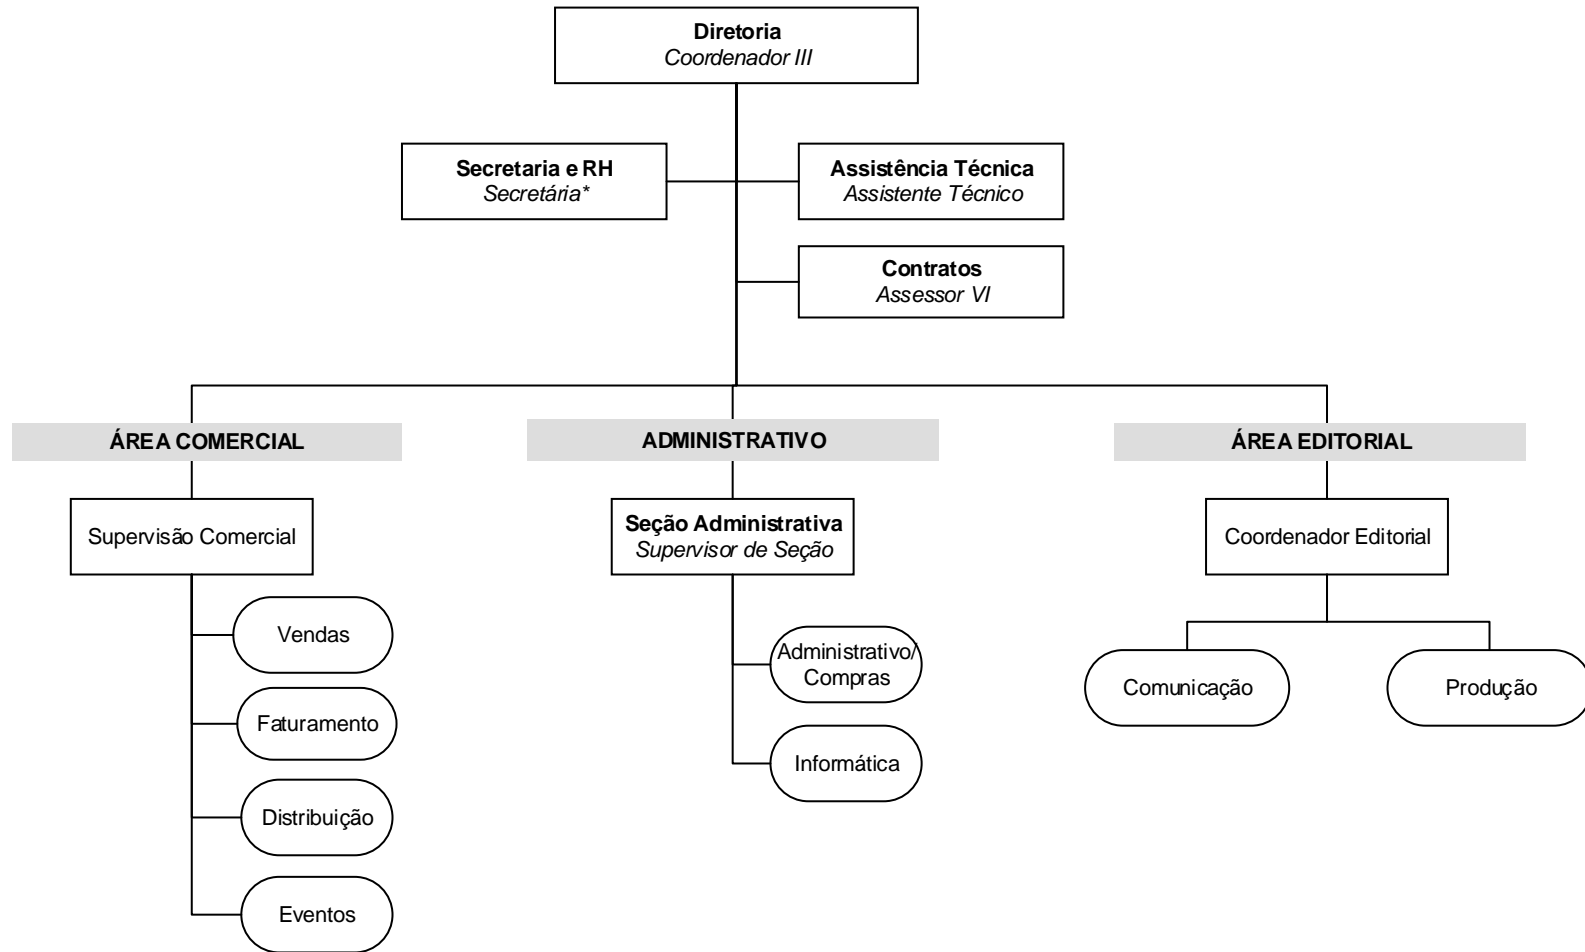 Diretoria
Coordenador III
Secretaria e RH
Secretária*
Assistência Técnica
Assistente Técnico
Contratos
Assessor VI
ÁREA COMERCIAL
ADMINISTRATIVO
ÁREA EDITORIAL
Supervisão Comercial
Seção Administrativa
Supervisor de Seção
Coordenador Editorial
Vendas
Faturamento
Distribuição
Eventos
Administrativo/
Compras
Informática
Comunicação
Produção